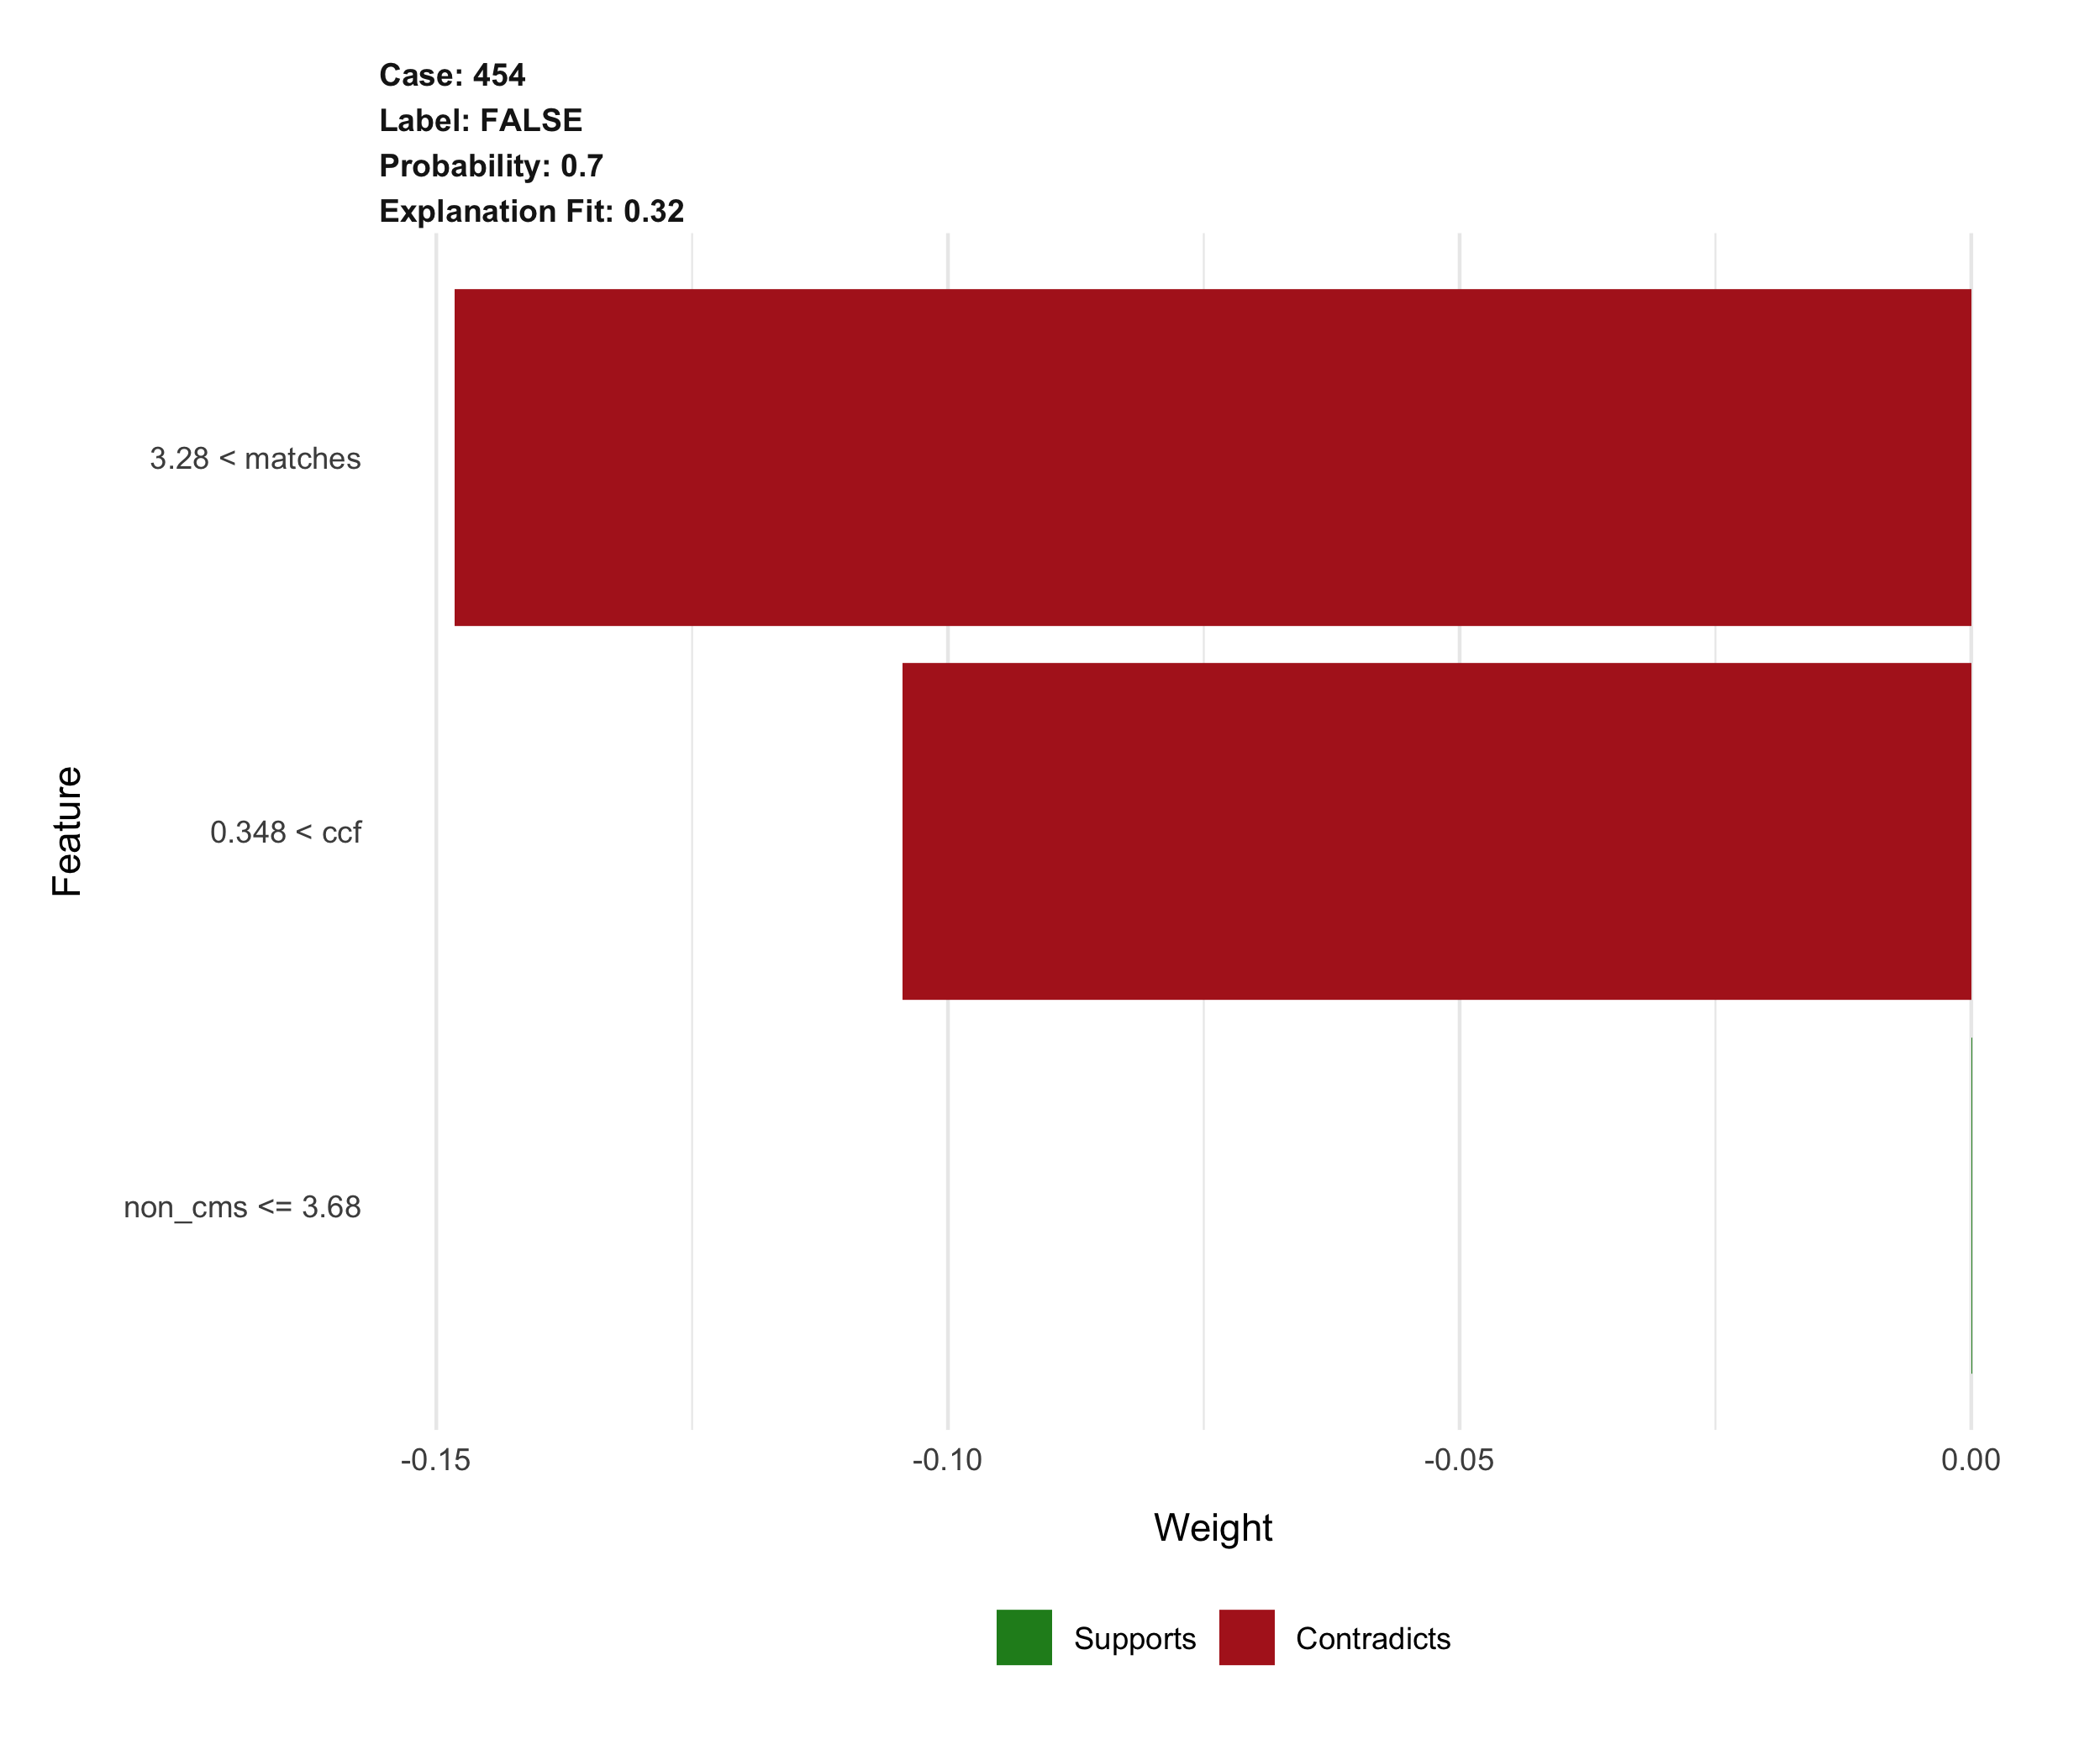 Case: 454
Label: FALSE
Probability: 0.7
Explanation Fit: 0.32
Feature
3.28 < matches
0.348 < ccf
non_cms <= 3.68
-0.15
-0.10
-0.05
0.00
Weight
Supports
Contradicts